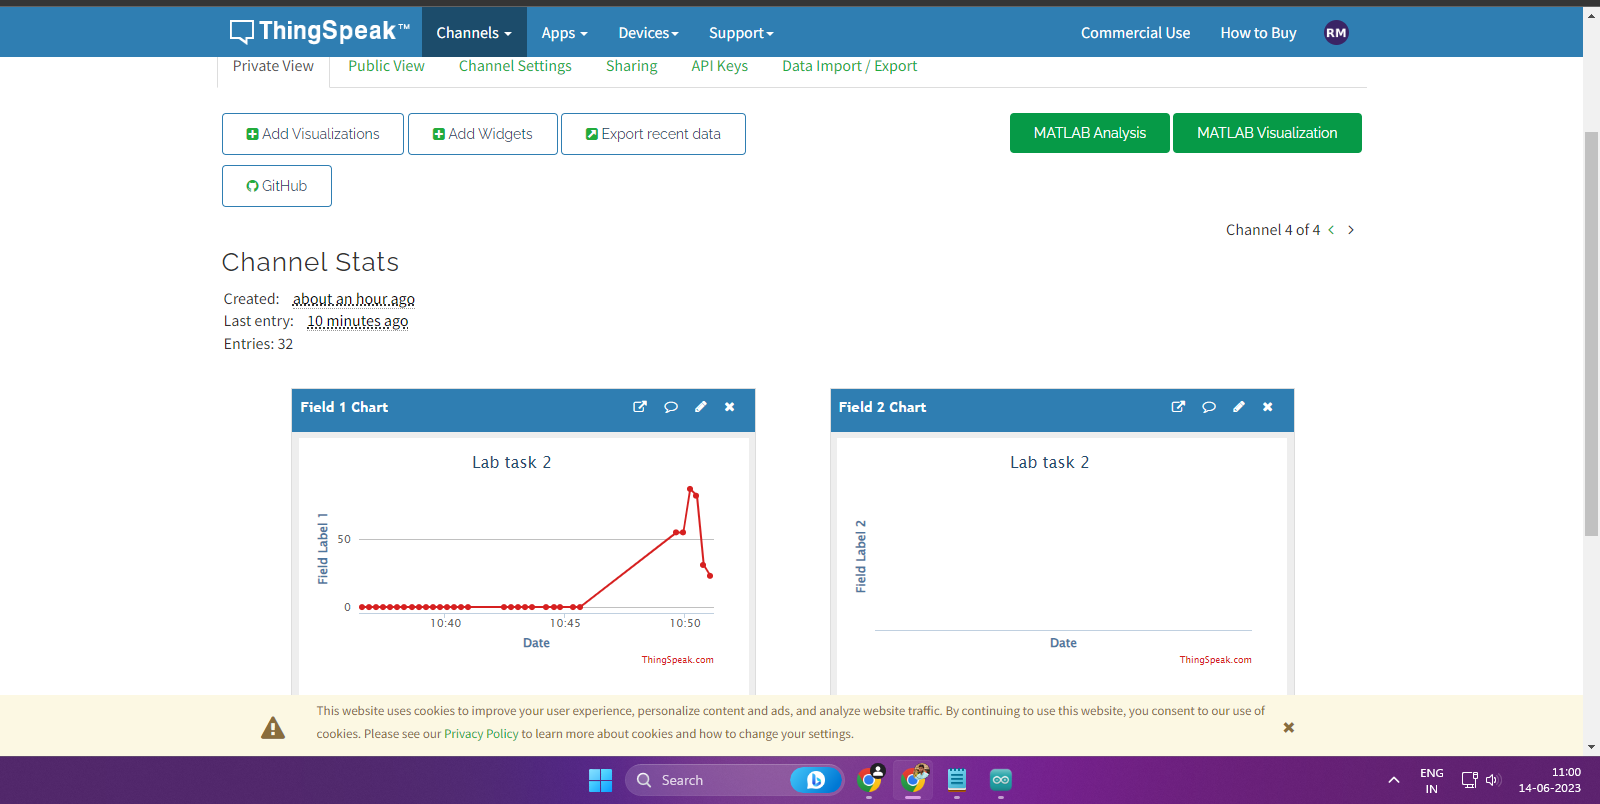 ThingSpeak™
Channels
Apps
Devices
Support
Commercial Use
How to Buy
RM
Private View
Public View
Channel Settings
Sharing
API Keys
Data Import / Export
Add Visualizations
Add Widgets
Export recent data
MATLAB Analysis
MATLAB Visualization
GitHub
Channel 4 of 4 < >
Channel Stats
Created: about an hour ago
Last entry: 10 minutes ago
Entries: 32
Field 1 Chart
Lab task 2
Field Label 1
50
0
10:40
10:45
10:50
Date
ThingSpeak.com
Field 2 Chart
Lab task 2
Field Label 2
Date
ThingSpeak.com
This website uses cookies to improve your user experience, personalize content and ads, and analyze website traffic. By continuing to use this website, you consent to our use of
cookies. Please see our Privacy Policy to learn more about cookies and how to change your settings.
Search
ENG
IN
11:00
14-06-2023